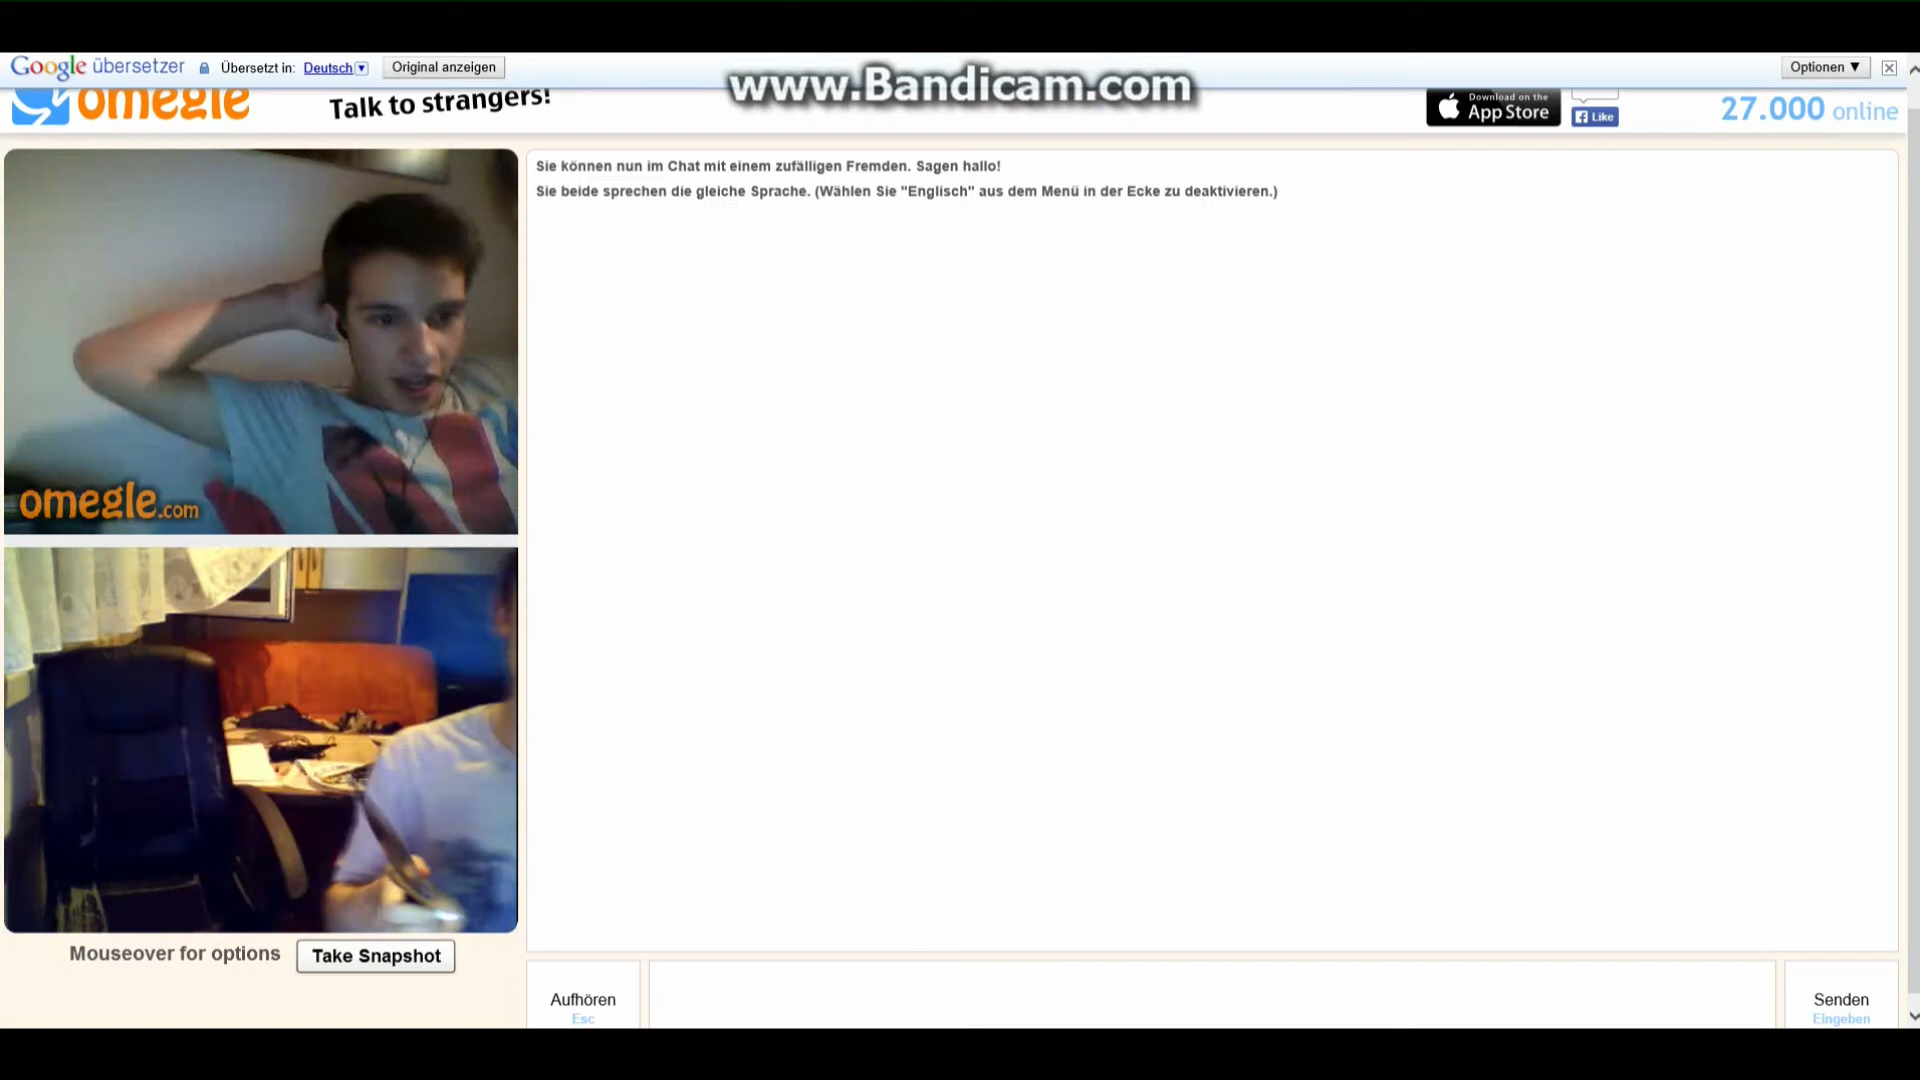 www.Bandicam.com
Google übersetzer Übersetzt in: Deutsch Original anzeigen Optionen
omegle Talk to strangers! Download on the App Store Like 27.000 online
Sie können nun im Chat mit einem zufälligen Fremden. Sagen hallo!
Sie beide sprechen die gleiche Sprache. (Wählen Sie "Englisch" aus dem Menü in der Ecke zu deaktivieren.)
omegle.com
Mouseover for options Take Snapshot
Aufhören
Esc
Senden
Eingeben